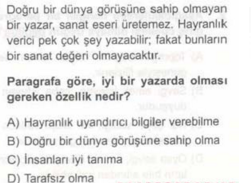 Doğru bir dünya görüşüne sahip olmayan
bir yazar, sanat eseri üretemez. Hayranlık
verici pek çok şey yazabilir; fakat bunların
bir sanat değeri olmayacaktır.
Paragrafa göre, iyi bir yazarda olması
gereken özellik nedir?
A) Hayranlık uyandırıcı bilgiler verebilme
B) Doğru bir dünya görüşüne sahip olma
C) İnsanları iyi tanıma
D) Tarafsız olma